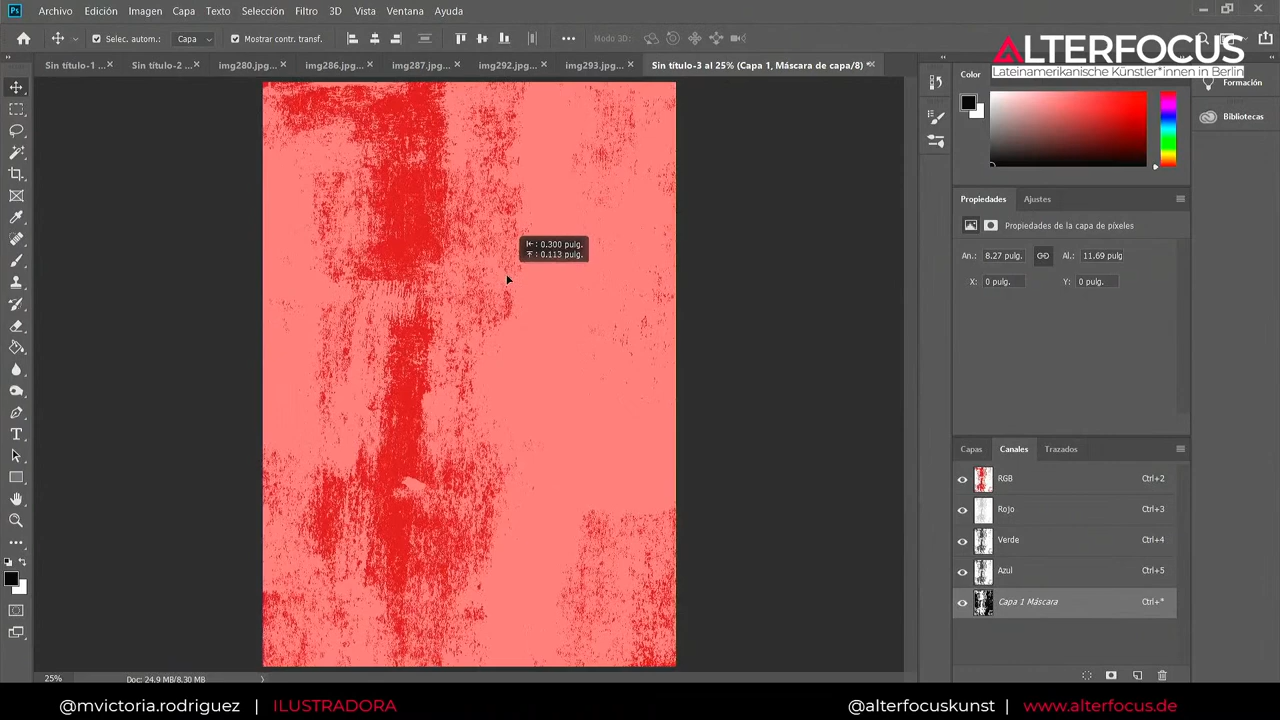 Ps Archivo Edición Imagen Capa Texto Selección Filtro 3D Vista Ventana Ayuda
Selec. autom.: Capa Mostrar contr. transf. Modo 3D:
ALTERFOCUS
Lateinamerikanische Künstler*innen in Berlin
Sin título-1 ... × Sin título-2 ... × img280.jpg... × img286.jpg... × img287.jpg... × img292.jpg... × img293.jpg... × Sin título-3 al 25% (Capa 1, Máscara de capa/8) *
Color
Formación
Bibliotecas
Propiedades Ajustes
Propiedades de la capa de píxeles
An.: 8.27 pulg. Al.: 11.69 pulg
X: 0 pulg. Y: 0 pulg.
: 0.300 pulg.
: 0.113 pulg.
Capas Canales Trazados
RGB Ctrl+2
Rojo Ctrl+3
Verde Ctrl+4
Azul Ctrl+5
Capa 1 Máscara Ctrl+*
25% Doc: 24.9 MB/8.30 MB
@mvictoria.rodriguez | ILUSTRADORA @alterfocuskunst | www.alterfocus.de